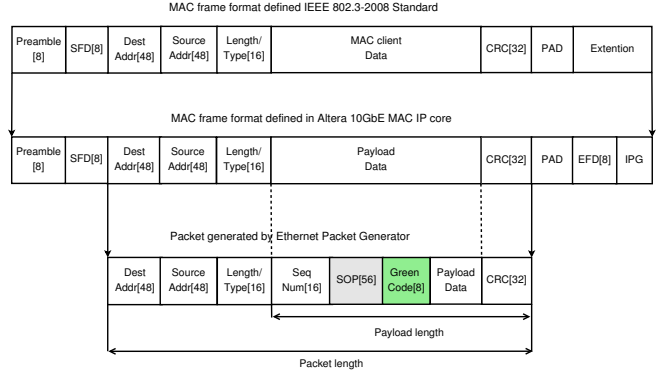 MAC frame format defined IEEE 802.3-2008 Standard
Preamble
[8]
SFD[8]
Dest
Addr[48]
Source
Addr[48]
Length/
Type[16]
MAC client
Data
CRC[32]
PAD
Extention
MAC frame format defined in Altera 10GbE MAC IP core
Preamble
[8]
SFD[8]
Dest
Addr[48]
Source
Addr[48]
Length/
Type[16]
Payload
Data
CRC[32]
PAD
EFD[8]
IPG
Packet generated by Ethernet Packet Generator
Dest
Addr[48]
Source
Addr[48]
Length/
Type[16]
Seq
Num[16]
SOP[56]
Green
Code[8]
Payload
Data
CRC[32]
Payload length
Packet length